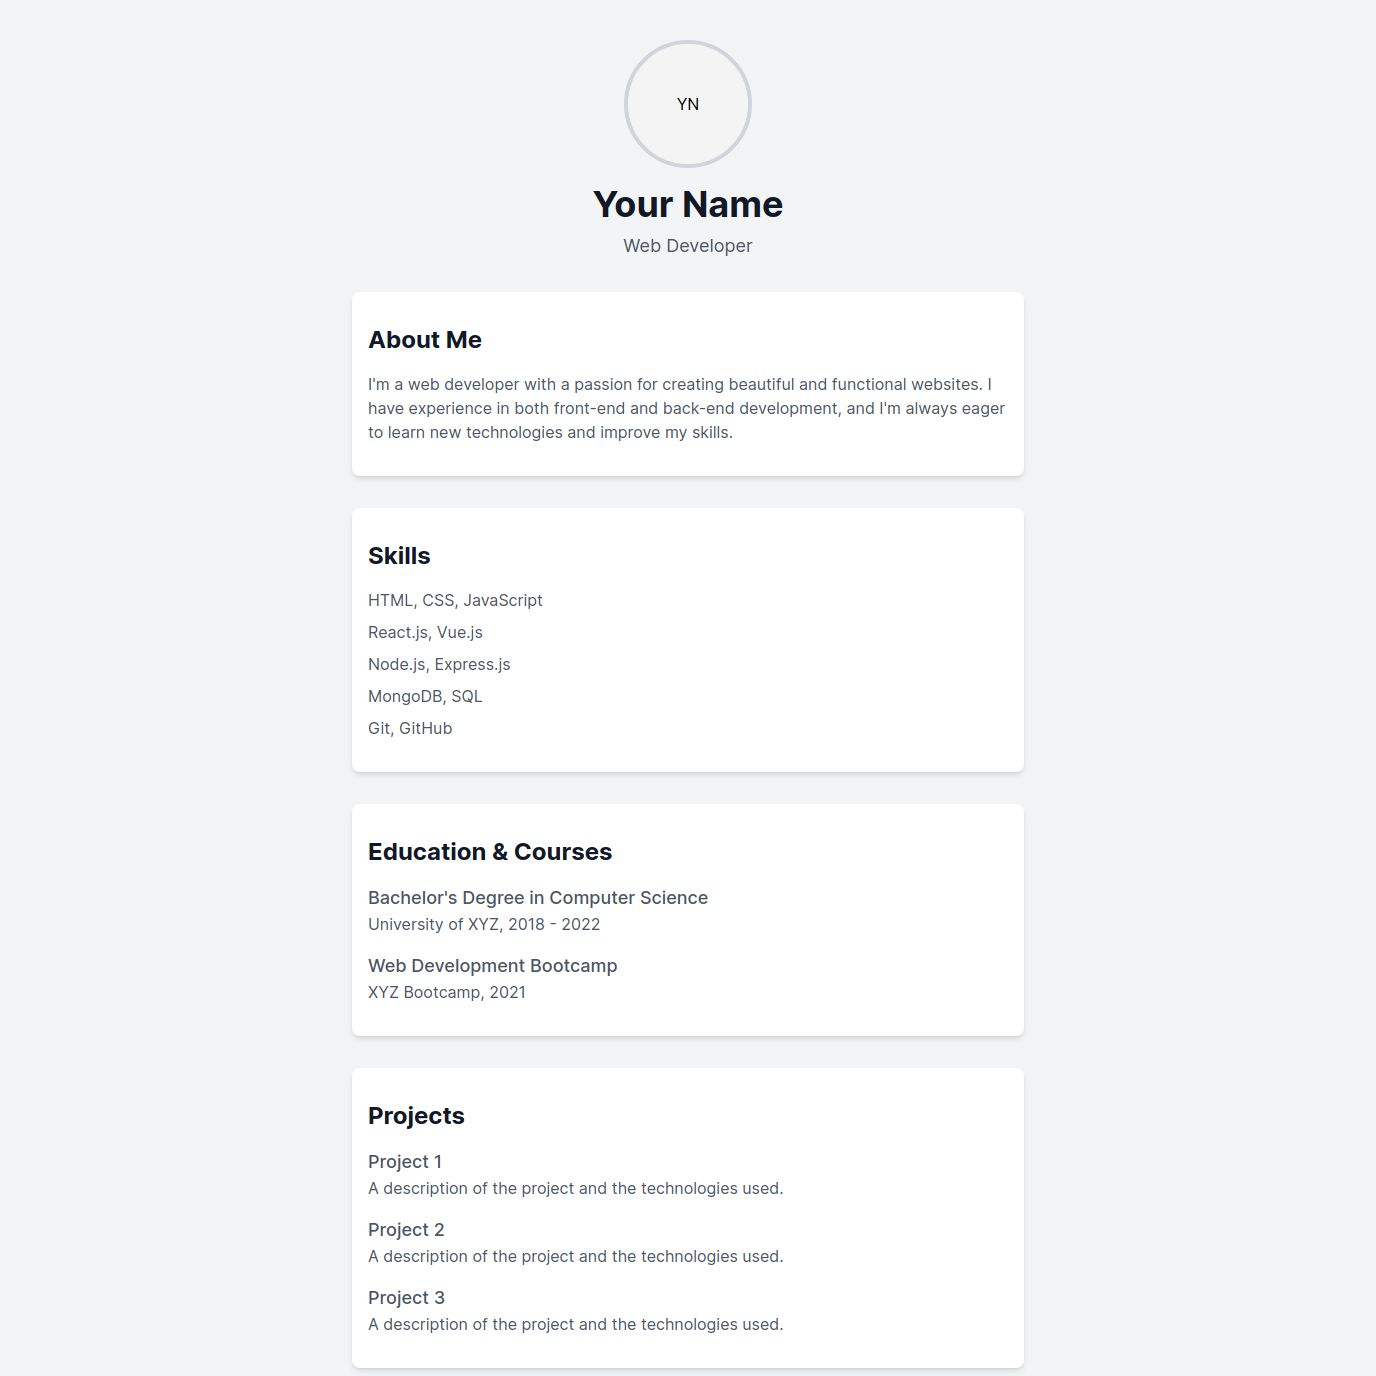 YN
Your Name
Web Developer
About Me
I'm a web developer with a passion for creating beautiful and functional websites. I
have experience in both front-end and back-end development, and I'm always eager
to learn new technologies and improve my skills.
Skills
HTML, CSS, JavaScript
React.js, Vue.js
Node.js, Express.js
MongoDB, SQL
Git, GitHub
Education & Courses
Bachelor's Degree in Computer Science
University of XYZ, 2018 - 2022
Web Development Bootcamp
XYZ Bootcamp, 2021
Projects
Project 1
A description of the project and the technologies used.
Project 2
A description of the project and the technologies used.
Project 3
A description of the project and the technologies used.